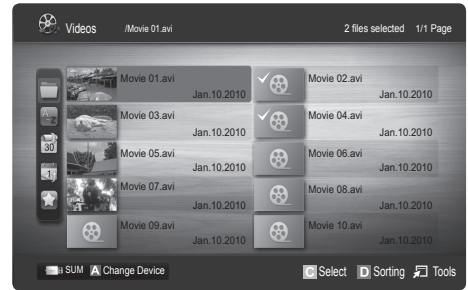 Videos /Movie 01.avi 2 files selected 1/1 Page
Movie 01.avi Movie 02.avi
Jan.10.2010 Jan.10.2010
Movie 03.avi Movie 04.avi
Jan.10.2010 Jan.10.2010
30
Movie 05.avi Movie 06.avi
Jan.10.2010 Jan.10.2010
1
Movie 07.avi Movie 08.avi
Jan.10.2010 Jan.10.2010
Movie 09.avi Movie 10.avi
Jan.10.2010 Jan.10.2010
SUM A Change Device C Select D Sorting Tools